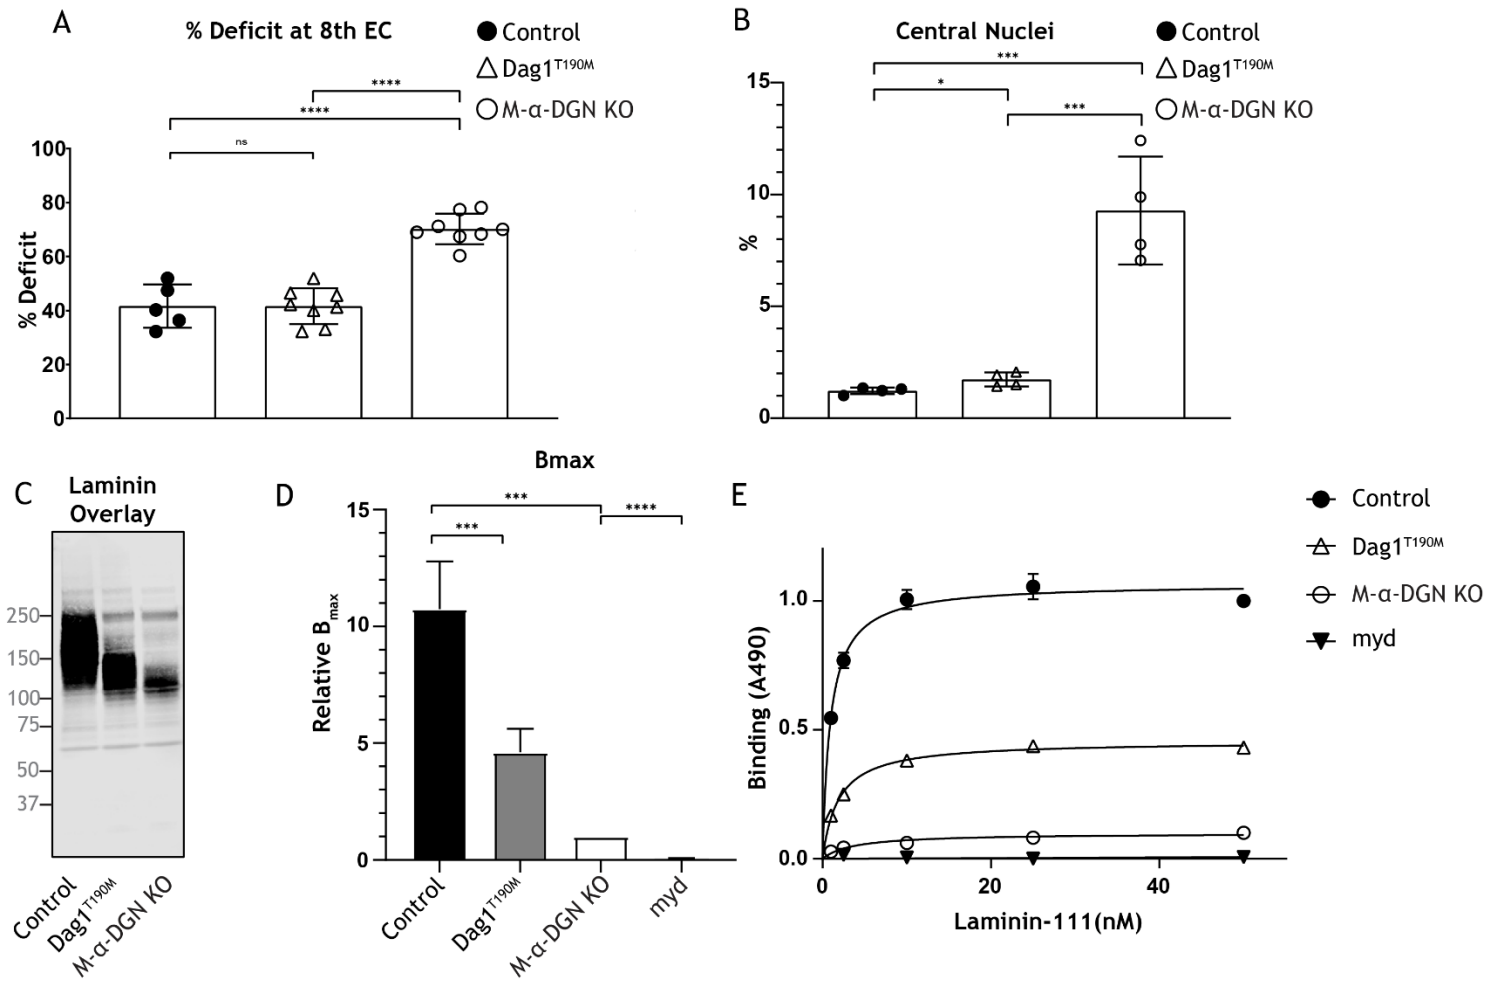 A
% Deficit at 8th EC
Control
Dag1T190M
M-α-DGN KO
****
****
ns
100
80
60
40
20
0
% Deficit
B
Central Nuclei
Control
Dag1T190M
M-α-DGN KO
***
*
***
15
10
5
0
%
C
Laminin
Overlay
250
150
100
75
50
37
Control
Dag1T190M
M-α-DGN KO
D
Bmax
***
****
***
15
10
5
0
Relative Bmax
Control
Dag1T190M
M-α-DGN KO
myd
E
Control
Dag1T190M
M-α-DGN KO
myd
1.0
0.5
0.0
Binding (A490)
0
20
40
Laminin-111(nM)